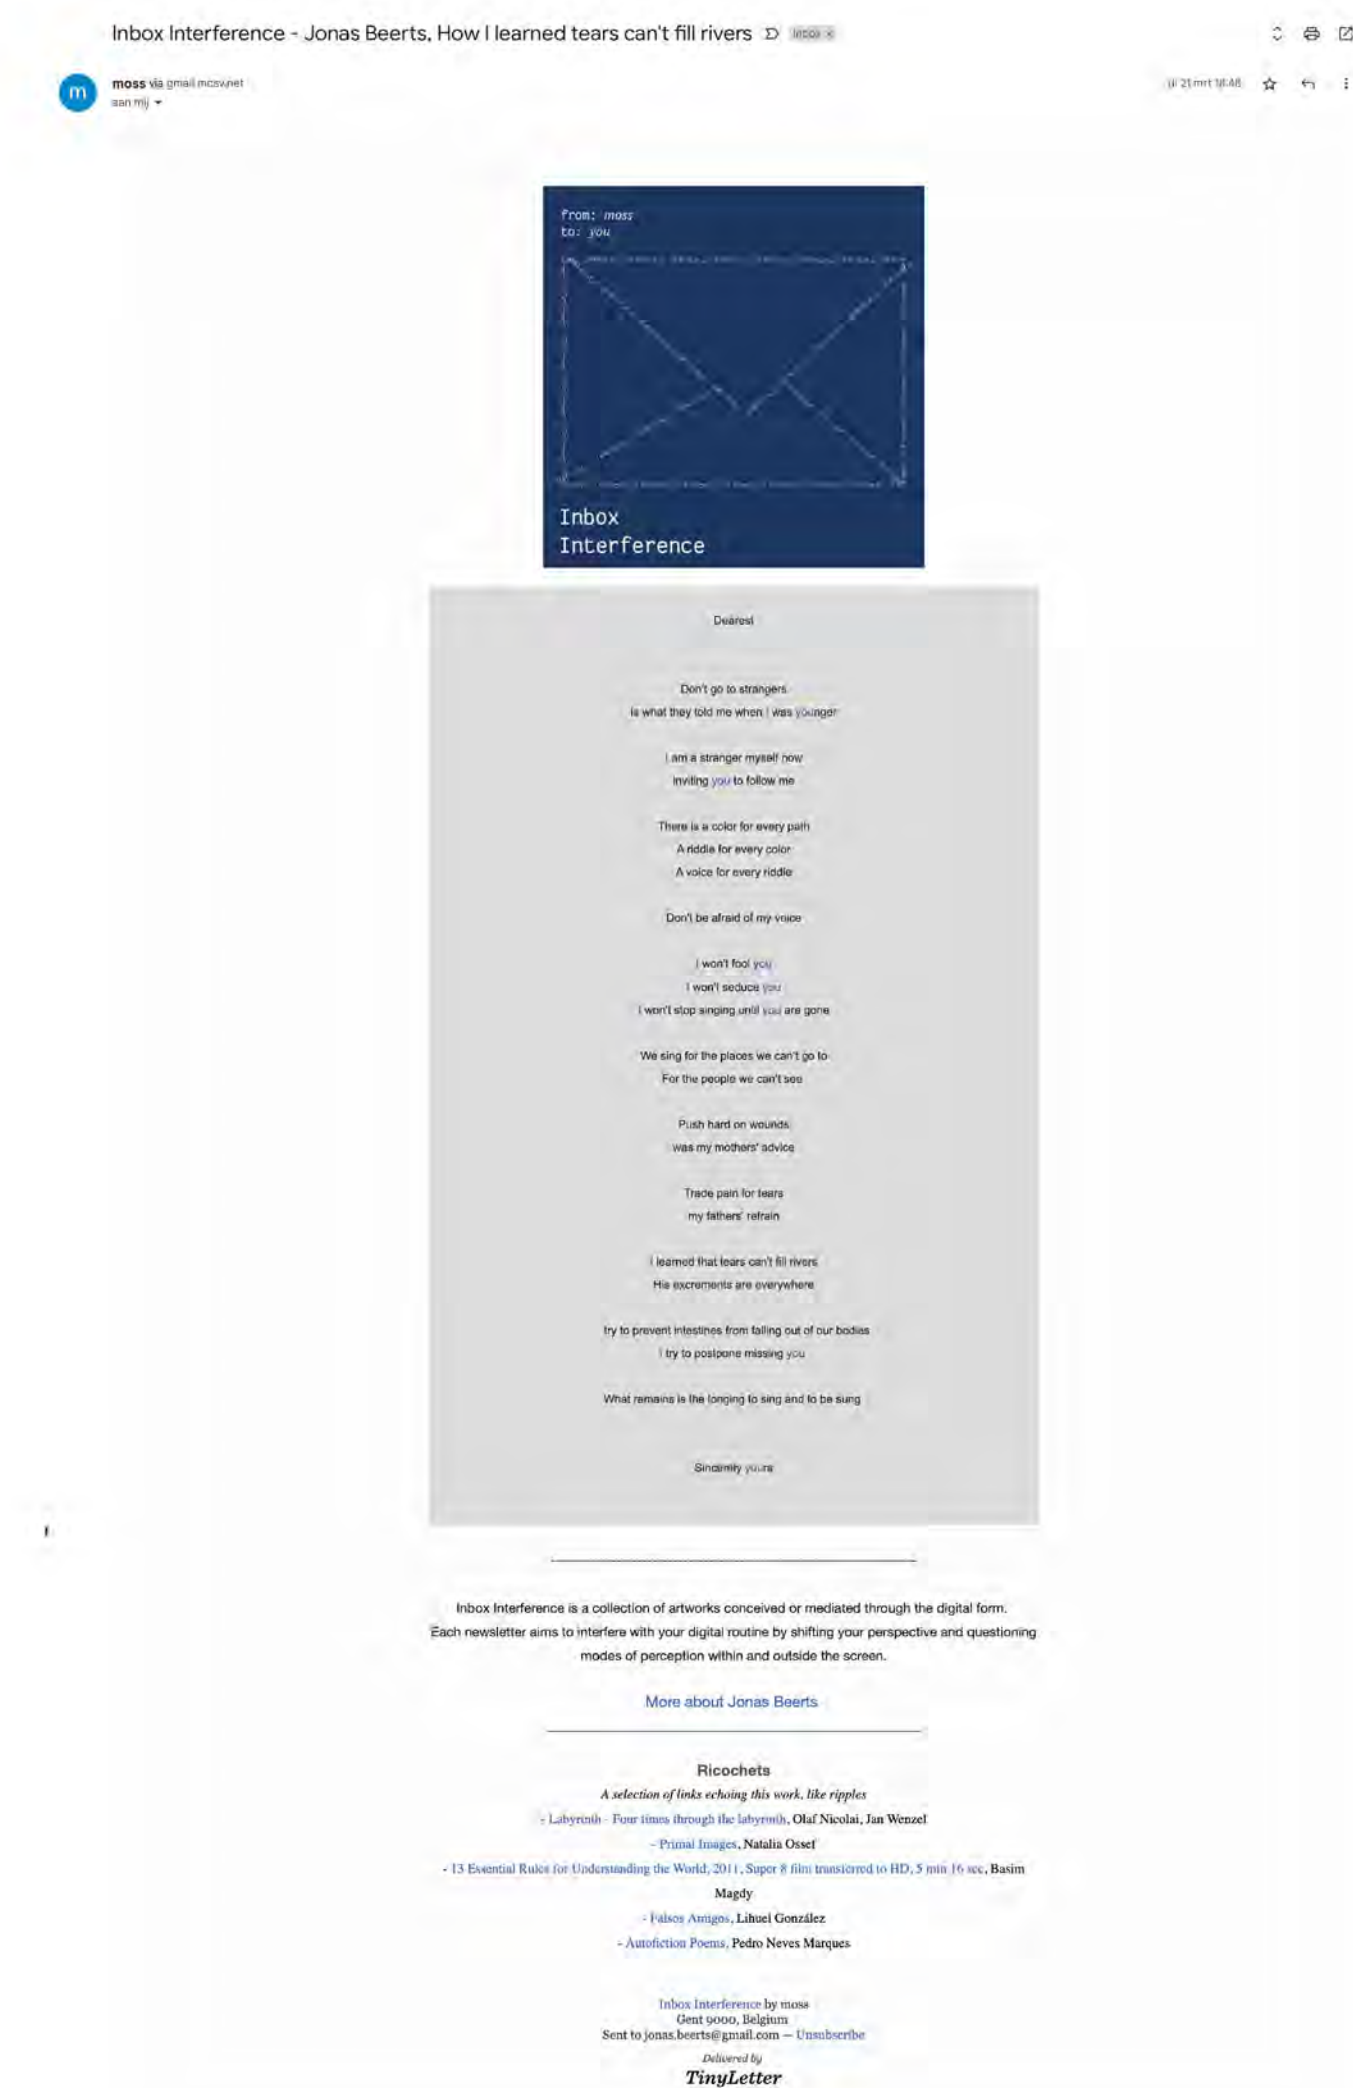 Inbox Interference - Jonas Beerts, How I learned tears can't fill rivers Inbox ×
m
moss via gmail.mcsv.net
di 21 mrt 18:48
aan mij
from: moss
to: you
Inbox
Interference
Dearest
Don't go to strangers
is what they told me when I was younger
I am a stranger myself now
inviting you to follow me
There is a color for every path
A riddle for every color
A voice for every riddle
Don't be afraid of my voice
I won't fool you
I won't seduce you
I won't stop singing until you are gone
We sing for the places we can't go to
For the people we can't see
Push hard on wounds
was my mothers' advice
Trade pain for tears
my fathers' refrain
I learned that tears can't fill rivers
His excrements are everywhere
try to prevent intestines from falling out of our bodies
I try to postpone missing you
What remains is the longing to sing and to be sung
Sincerely yours
Inbox Interference is a collection of artworks conceived or mediated through the digital form.
Each newsletter aims to interfere with your digital routine by shifting your perspective and questioning
modes of perception within and outside the screen.
More about Jonas Beerts
Ricochets
A selection of links echoing this work, like ripples
- Labyrinth - Four times through the labyrinth, Olaf Nicolai, Jan Wenzel
- Primal Images, Natalia Ossef
- 13 Essential Rules for Understanding the World, 2011, Super 8 film transferred to HD, 5 min 16 sec, Basim
Magdy
- Falsos Amigos, Lihuel González
- Autofiction Poems, Pedro Neves Marques
Inbox Interference by moss
Gent 9000, Belgium
Sent to jonas.beerts@gmail.com — Unsubscribe
Delivered by
TinyLetter